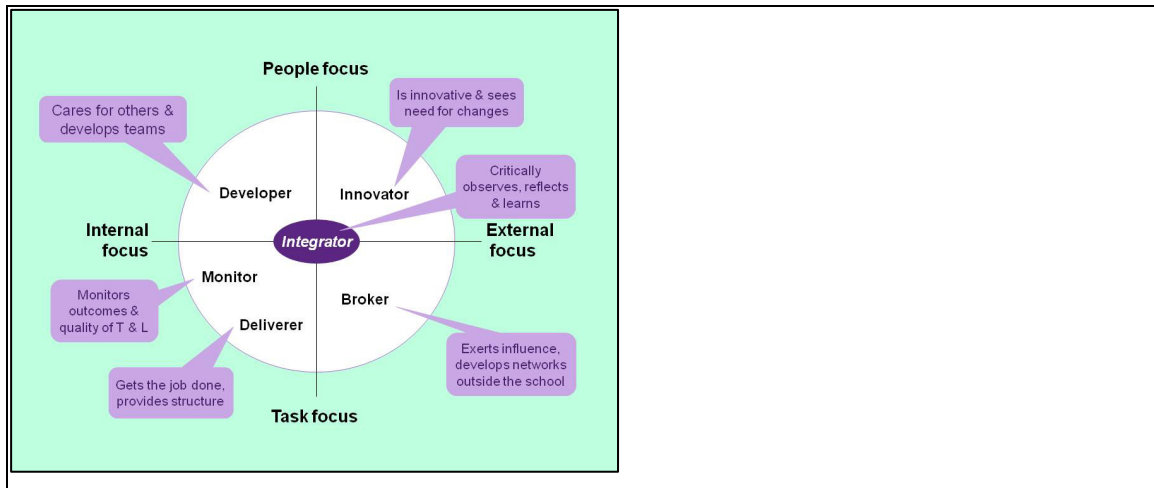 People focus
Is innovative & sees
need for changes
Cares for others &
develops teams
Critically
observes, reflects
& learns
Developer
Innovator
Internal
focus
Integrator
External
focus
Monitor
Monitors
outcomes &
quality of T & L
Broker
Deliverer
Exerts influence,
develops networks
outside the school
Gets the job done,
provides structure
Task focus